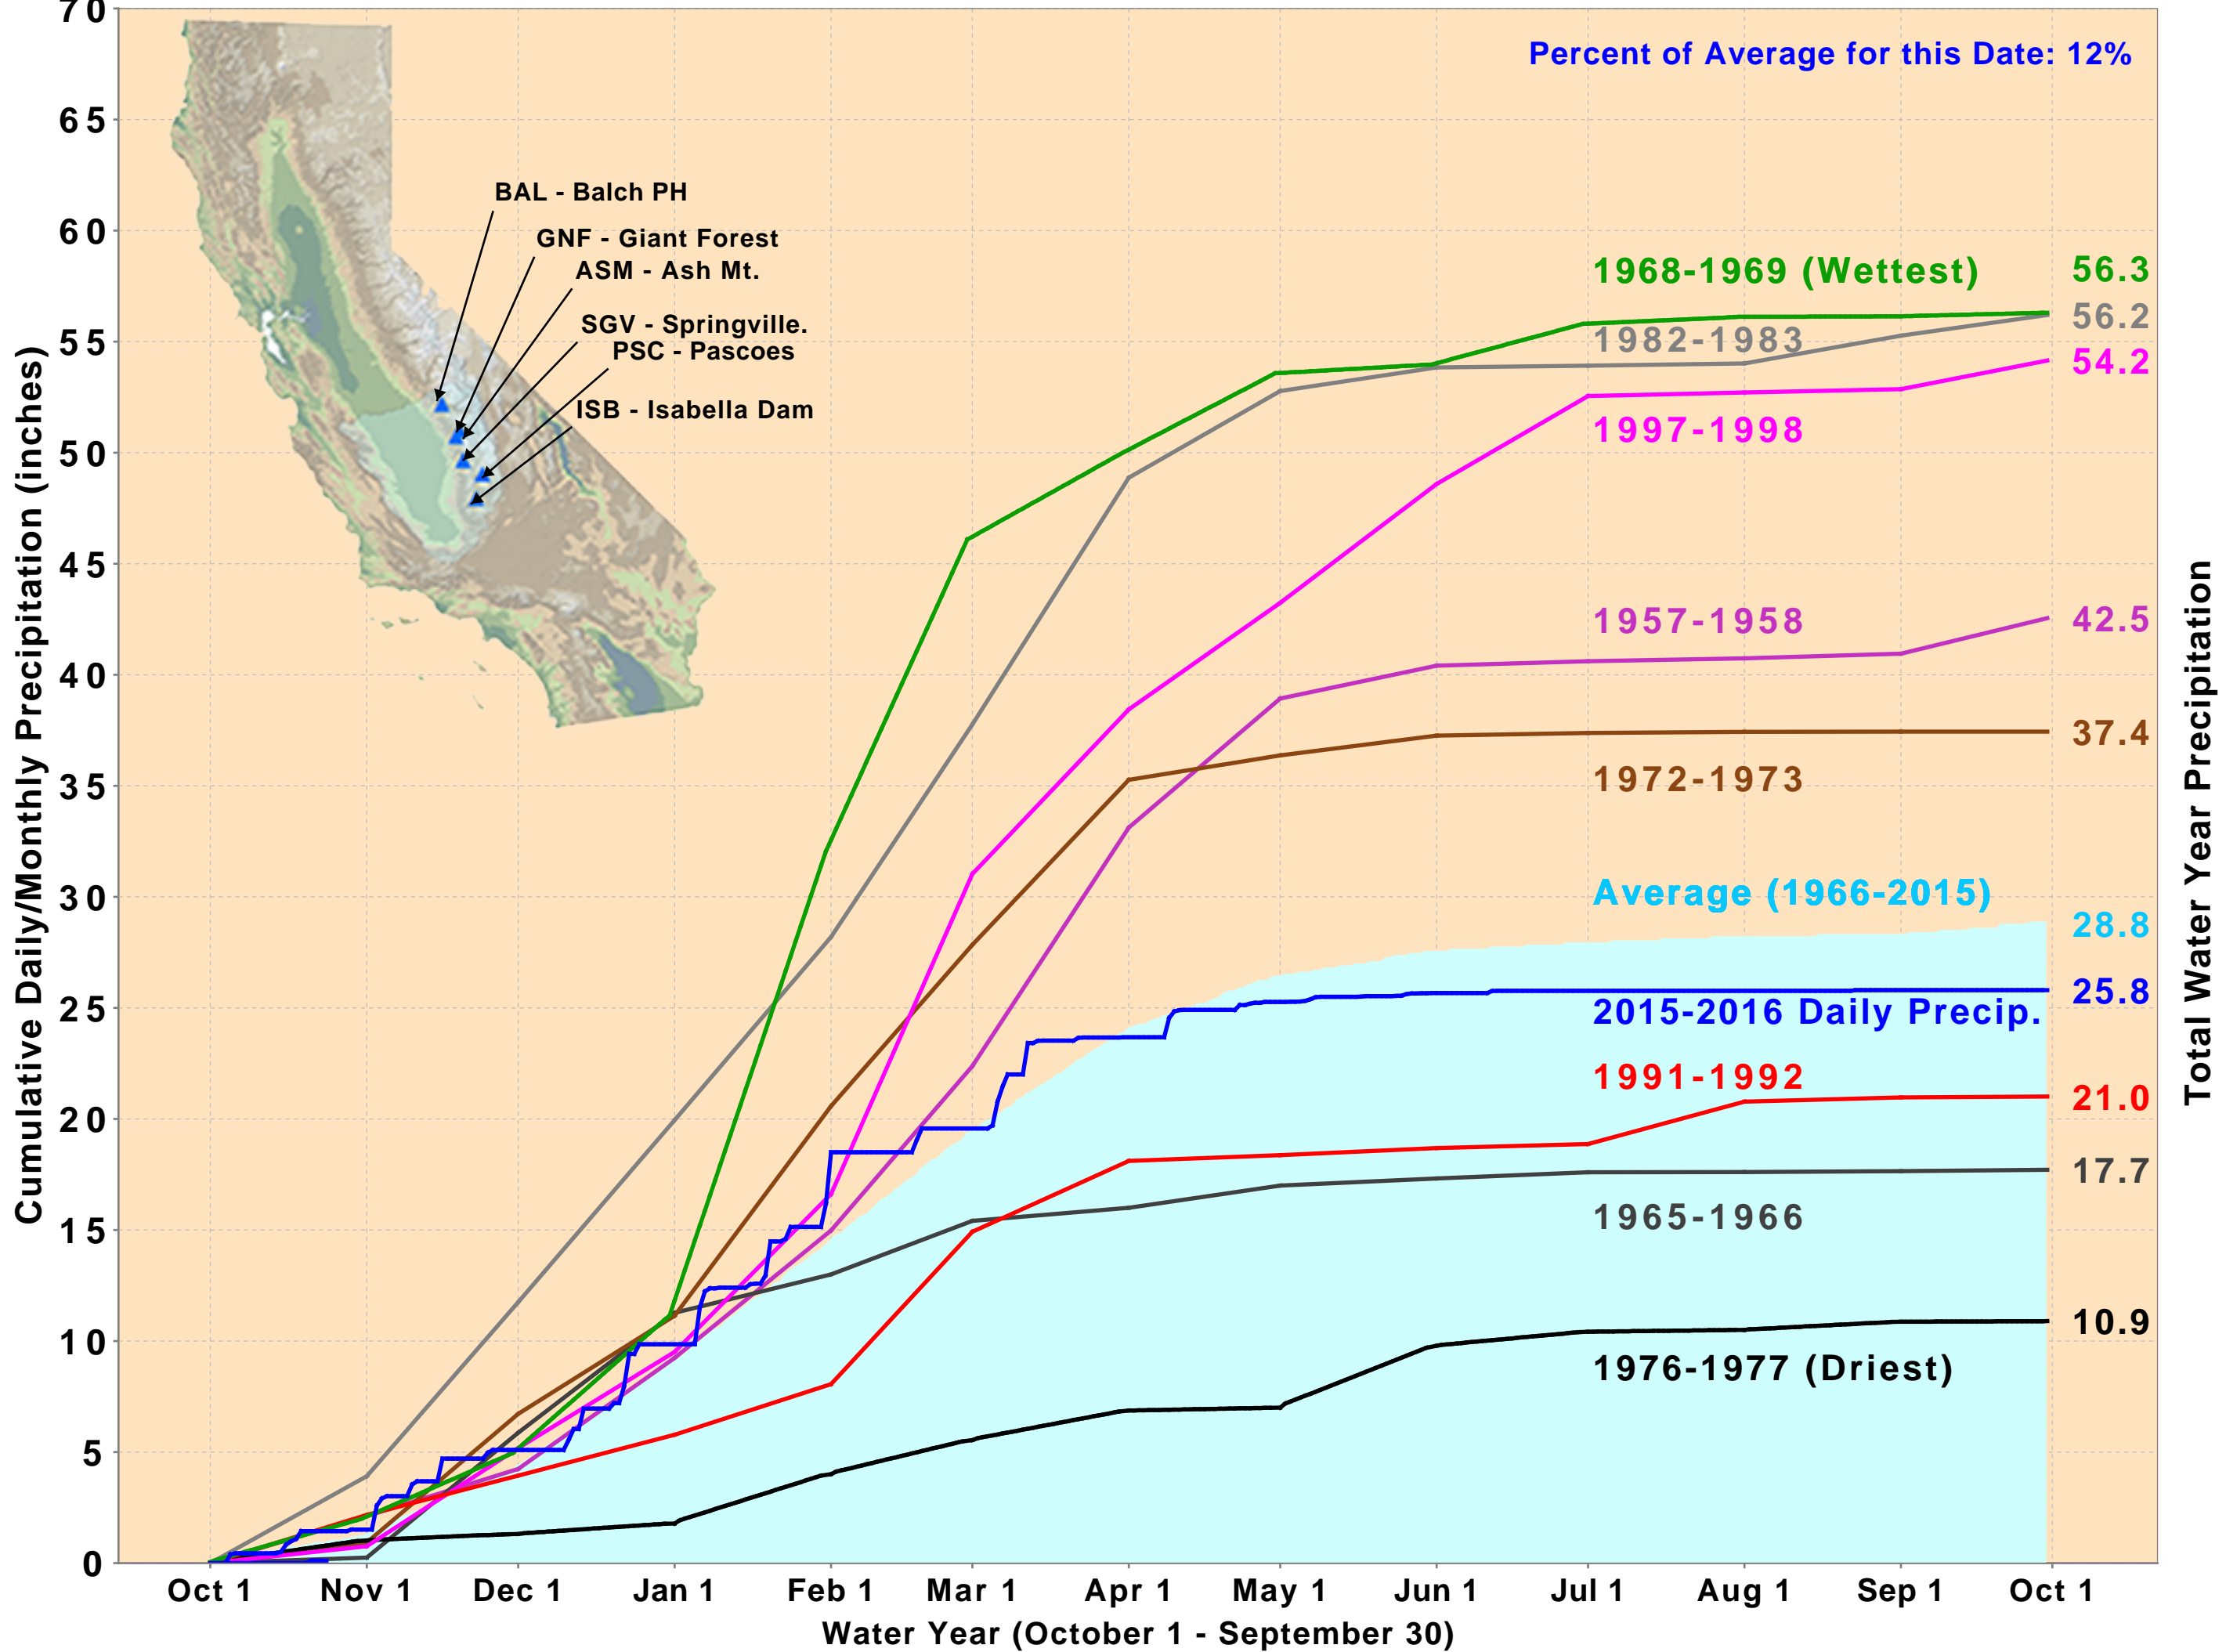 70
Percent of Average for this Date: 12%
65
BAL - Balch PH
60
GNF - Giant Forest
ASM - Ash Mt.
1968-1969 (Wettest) 56.3
SGV - Springville.
56.2
55
1982-1983
PSC - Pascoes
54.2
ISB - Isabella Dam
1997-1998
50
45
1957-1958 42.5
40
37.4
1972-1973
35
30
Average (1966-2015)
28.8
25.8
25
2015-2016 Daily Precip.
1991-1992
21.0
20
17.7
15
1965-1966
10
10.9
1976-1977 (Driest)
5
0
Oct 1 Nov 1 Dec 1 Jan 1 Feb 1 Mar 1 Apr 1 May 1 Jun 1 Jul 1 Aug 1 Sep 1 Oct 1
Water Year (October 1 - September 30)
Cumulative Daily/Monthly Precipitation (inches)
Total Water Year Precipitation